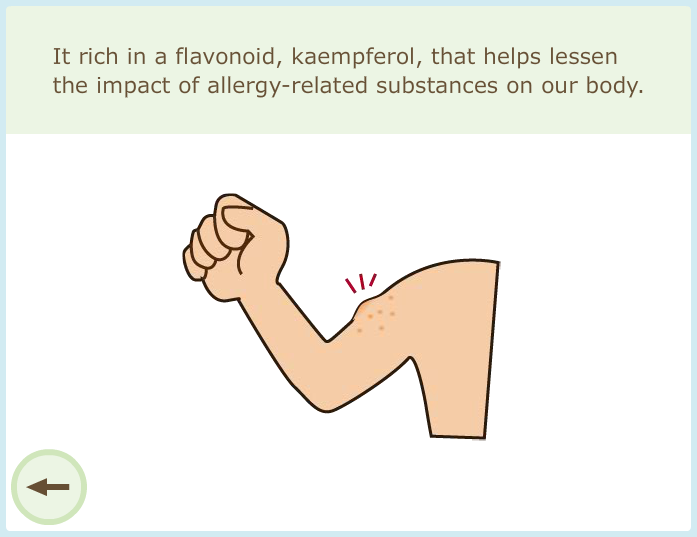 It rich in a flavonoid, kaempferol, that helps lessen
the impact of allergy-related substances on our body.